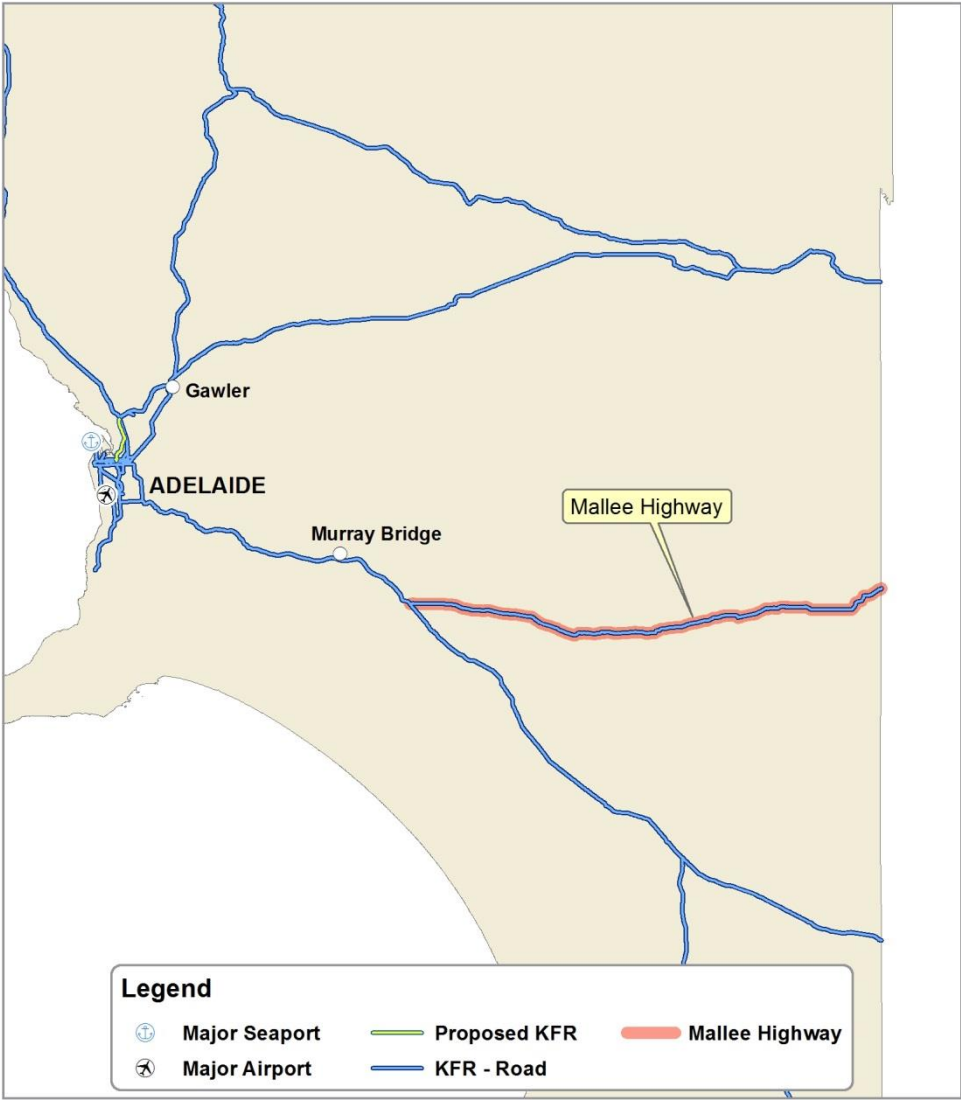 Gawler
ADELAIDE
Mallee Highway
Murray Bridge
Legend
Major Seaport
Proposed KFR
Mallee Highway
Major Airport
KFR - Road